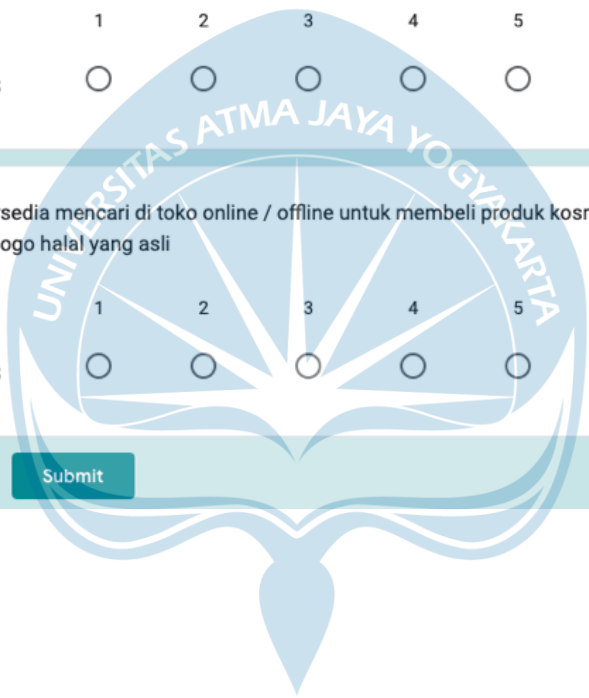 1 2 3 4 5
UNIVERSITAS ATMA JAYA YOGYAKARTA
sedia mencari di toko online / offline untuk membeli produk
ogo halal yang asli
1 2 3 4 5
Submit